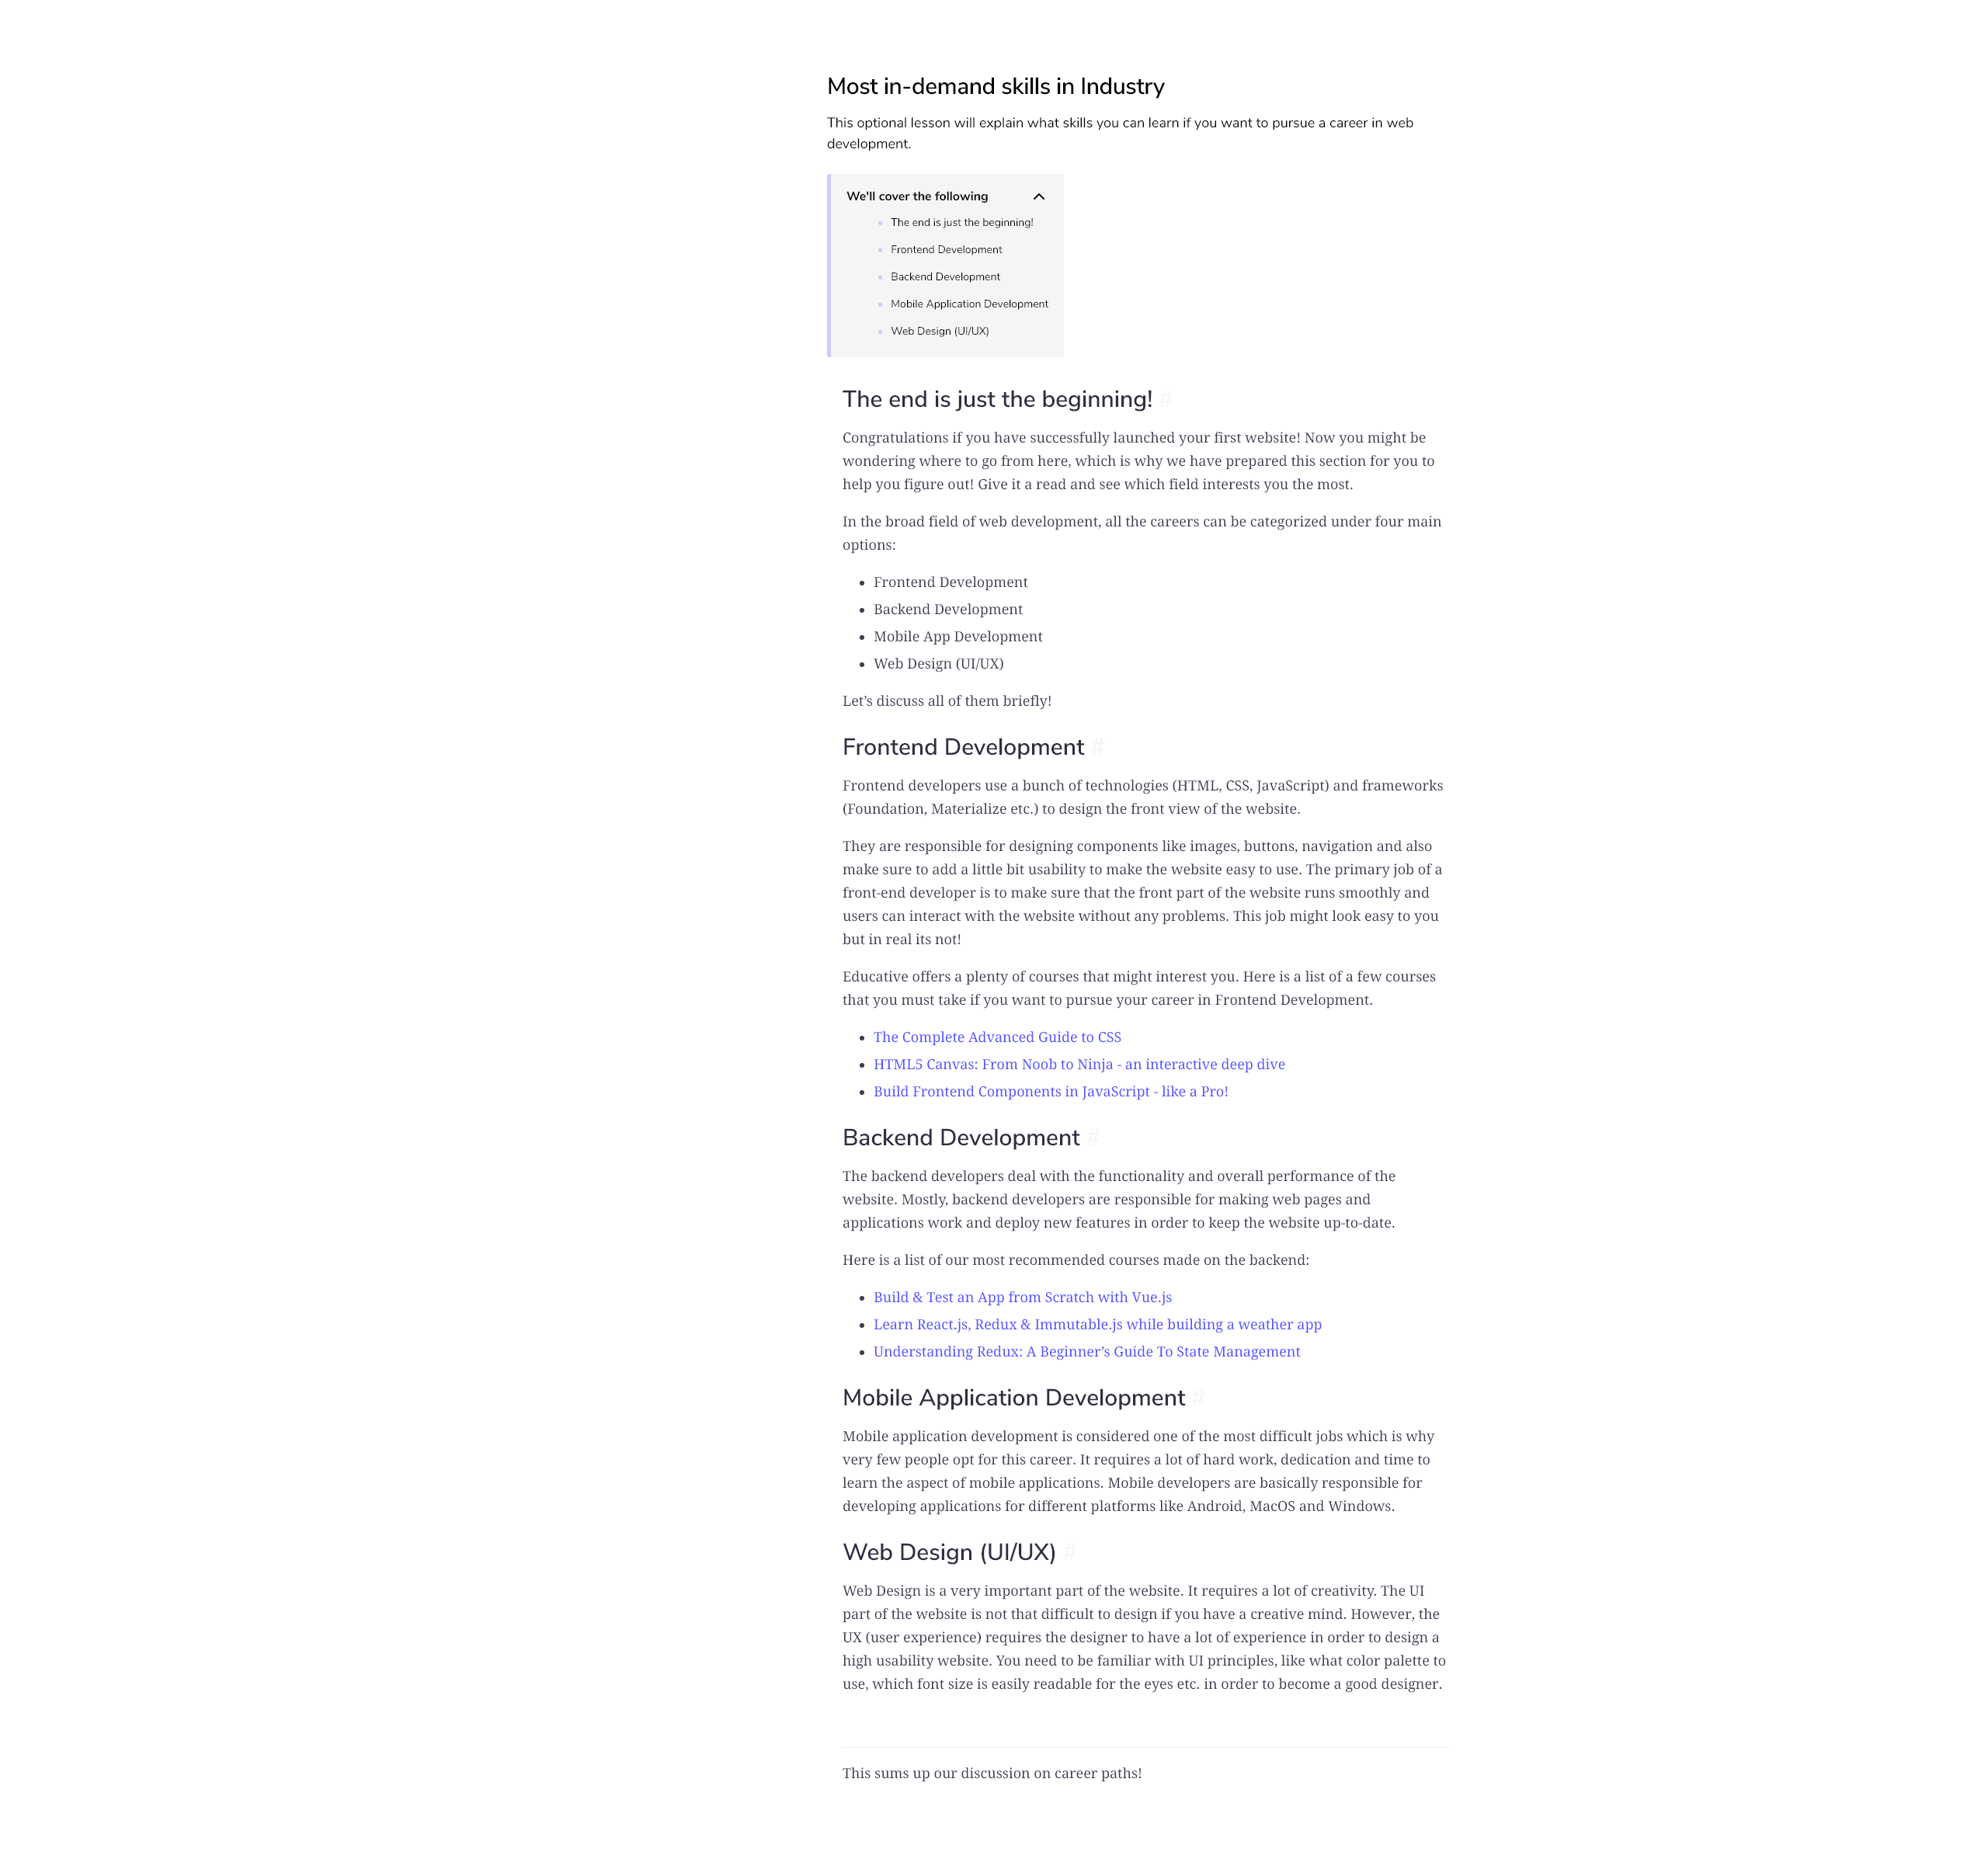 Most in-demand skills in Industry
This optional lesson will explain what skills you can learn if you want to pursue a career in web
development.
We'll cover the following
The end is just the beginning!
Frontend Development
Backend Development
Mobile Application Development
Web Design (UI/UX)
The end is just the beginning! #
Congratulations if you have successfully launched your first website! Now you might be
wondering where to go from here, which is why we have prepared this section for you to
help you figure out! Give it a read and see which field interests you the most.
In the broad field of web development, all the careers can be categorized under four main
options:
• Frontend Development
• Backend Development
• Mobile App Development
• Web Design (UI/UX)
Let’s discuss all of them briefly!
Frontend Development #
Frontend developers use a bunch of technologies (HTML, CSS, JavaScript) and frameworks
(Foundation, Materialize etc.) to design the front view of the website.
They are responsible for designing components like images, buttons, navigation and also
make sure to add a little bit usability to make the website easy to use. The primary job of a
front-end developer is to make sure that the front part of the website runs smoothly and
users can interact with the website without any problems. This job might look easy to you
but in real its not!
Educative offers a plenty of courses that might interest you. Here is a list of a few courses
that you must take if you want to pursue your career in Frontend Development.
• The Complete Advanced Guide to CSS
• HTML5 Canvas: From Noob to Ninja - an interactive deep dive
• Build Frontend Components in JavaScript - like a Pro!
Backend Development #
The backend developers deal with the functionality and overall performance of the
website. Mostly, backend developers are responsible for making web pages and
applications work and deploy new features in order to keep the website up-to-date.
Here is a list of our most recommended courses made on the backend:
• Build & Test an App from Scratch with Vue.js
• Learn React.js, Redux & Immutable.js while building a weather app
• Understanding Redux: A Beginner’s Guide To State Management
Mobile Application Development #
Mobile application development is considered one of the most difficult jobs which is why
very few people opt for this career. It requires a lot of hard work, dedication and time to
learn the aspect of mobile applications. Mobile developers are basically responsible for
developing applications for different platforms like Android, MacOS and Windows.
Web Design (UI/UX) #
Web Design is a very important part of the website. It requires a lot of creativity. The UI
part of the website is not that difficult to design if you have a creative mind. However, the
UX (user experience) requires the designer to have a lot of experience in order to design a
high usability website. You need to be familiar with UI principles, like what color palette to
use, which font size is easily readable for the eyes etc. in order to become a good designer.
This sums up our discussion on career paths!